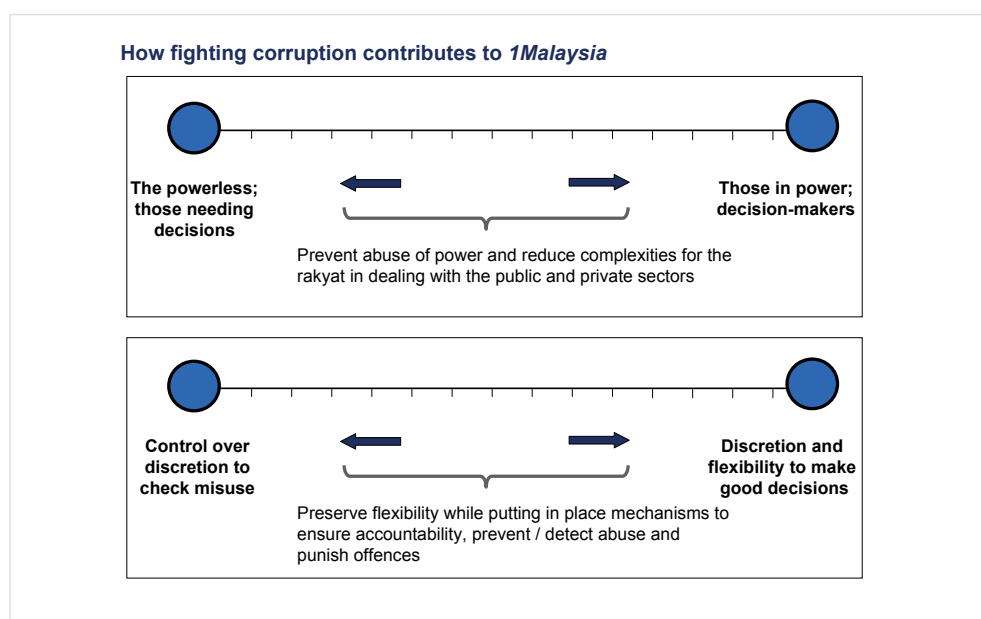 How fighting corruption contributes to 1Malaysia
The powerless;
those needing
decisions
Those in power;
decision-makers
Prevent abuse of power and reduce complexities for the
rakyat in dealing with the public and private sectors
Control over
discretion to
check misuse
Discretion and
flexibility to make
good decisions
Preserve flexibility while putting in place mechanisms to
ensure accountability, prevent / detect abuse and
punish offences